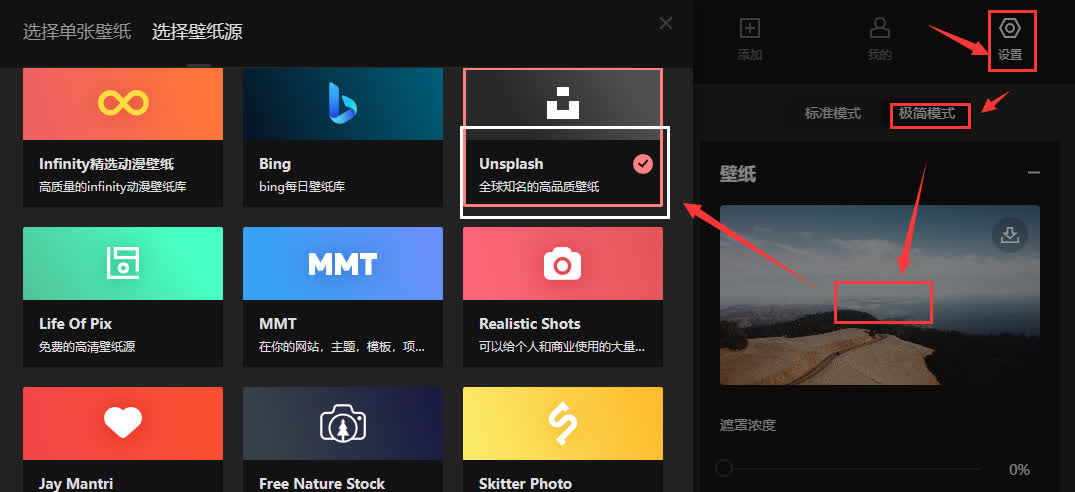 选择单张壁纸
选择壁纸源
添加
我的
设置
标准模式
极简模式
Infinity精选动漫壁纸
高质量的infinity动漫壁纸库
Bing
bing每日壁纸库
Unsplash
全球知名的高品质壁纸
Life Of Pix
免费的高清壁纸源
MMT
MMT
在你的网站，主题，模板，项...
Realistic Shots
可以给个人和商业使用的大量...
Jay Mantri
Free Nature Stock
Skitter Photo
壁纸
遮罩浓度
0%